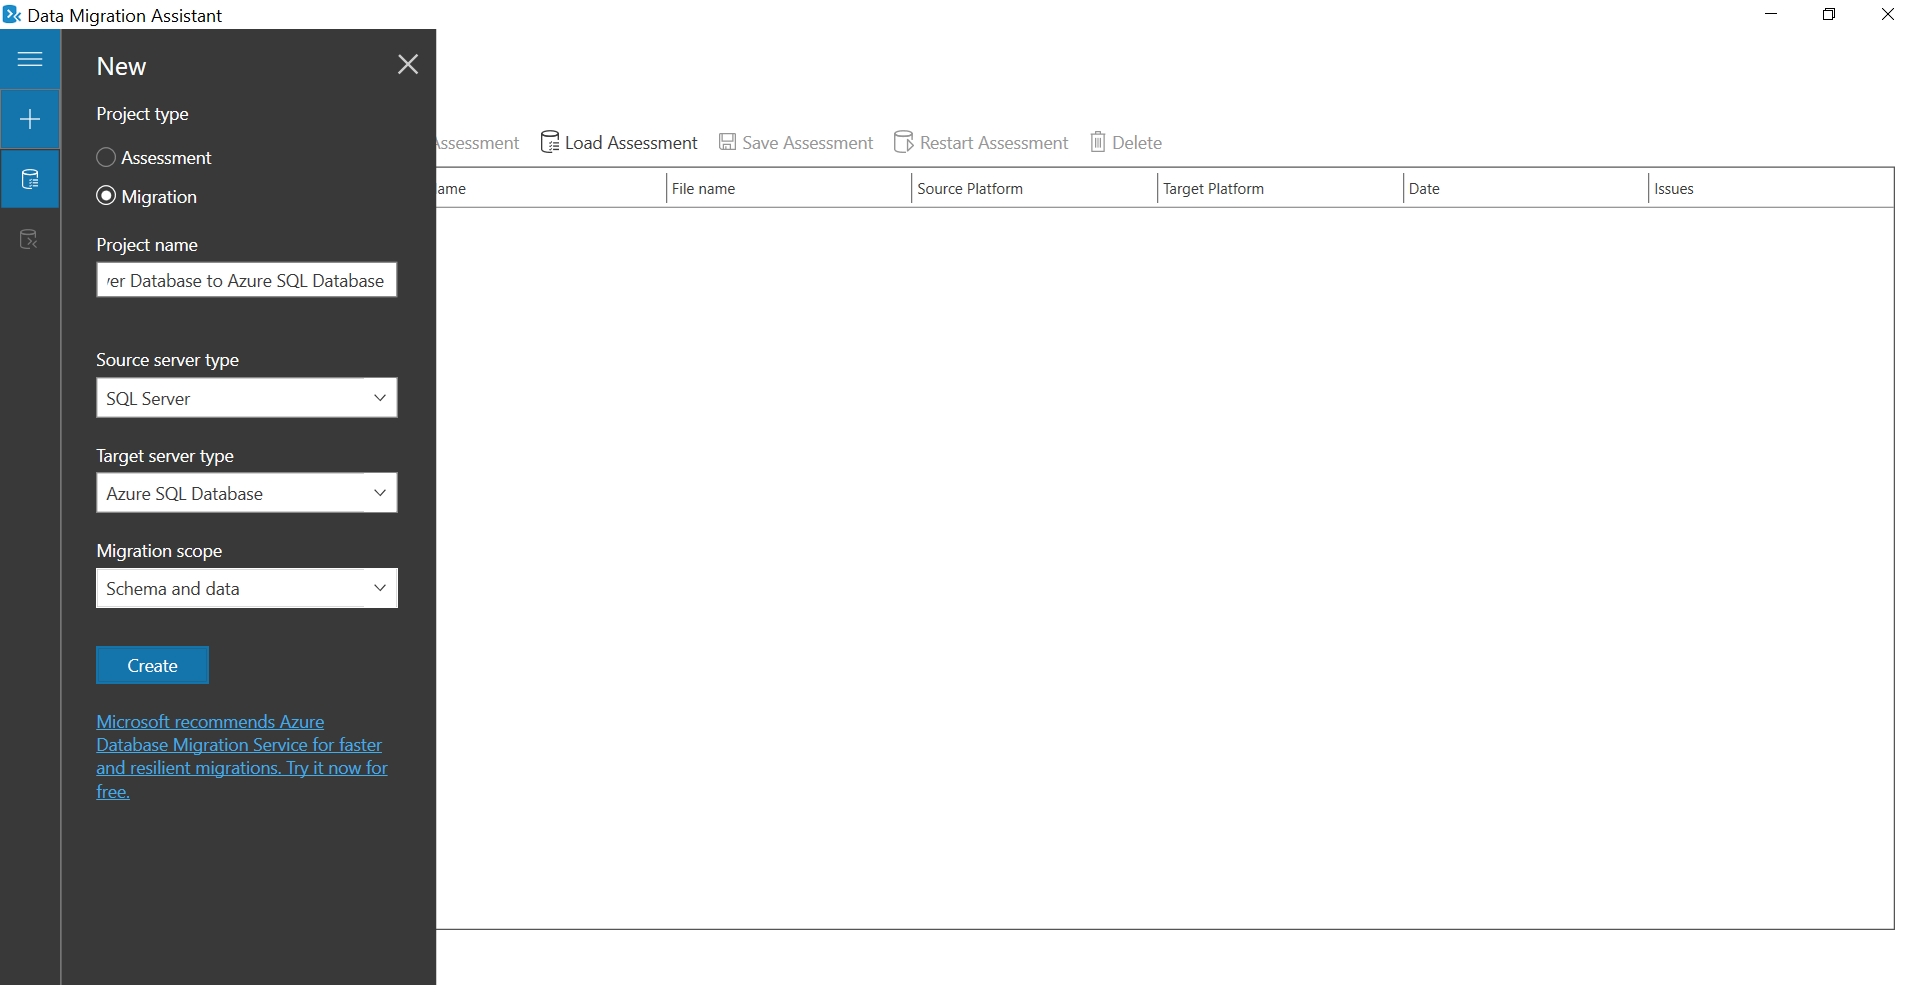 Data Migration Assistant
New
Project type
Assessment
Migration
Project name
er Database to Azure SQL Database
Source server type
SQL Server
Target server type
Azure SQL Database
Migration scope
Schema and data
Create
Microsoft recommends Azure
Database Migration Service for faster
and resilient migrations. Try it now for
free.
ssessment Load Assessment Save Assessment Restart Assessment Delete
ame File name Source Platform Target Platform Date Issues